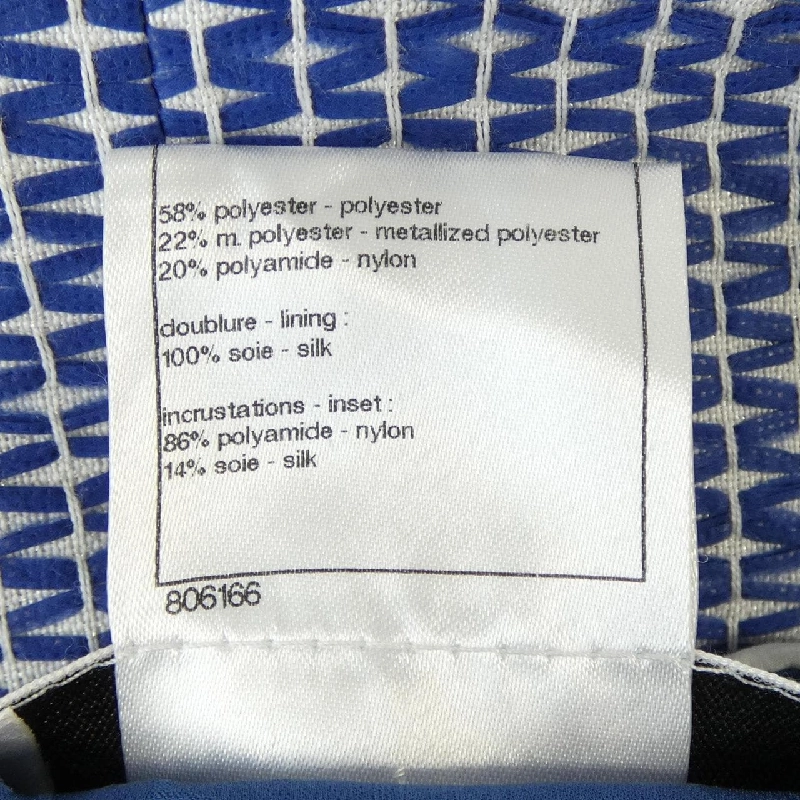 58% polyester - polyester
22% m. polyester - metallized polyester
20% polyamide - nylon
doublure - lining :
100% soie - silk
incrustations - inset :
86% polyamide - nylon
14% soie - silk
806166